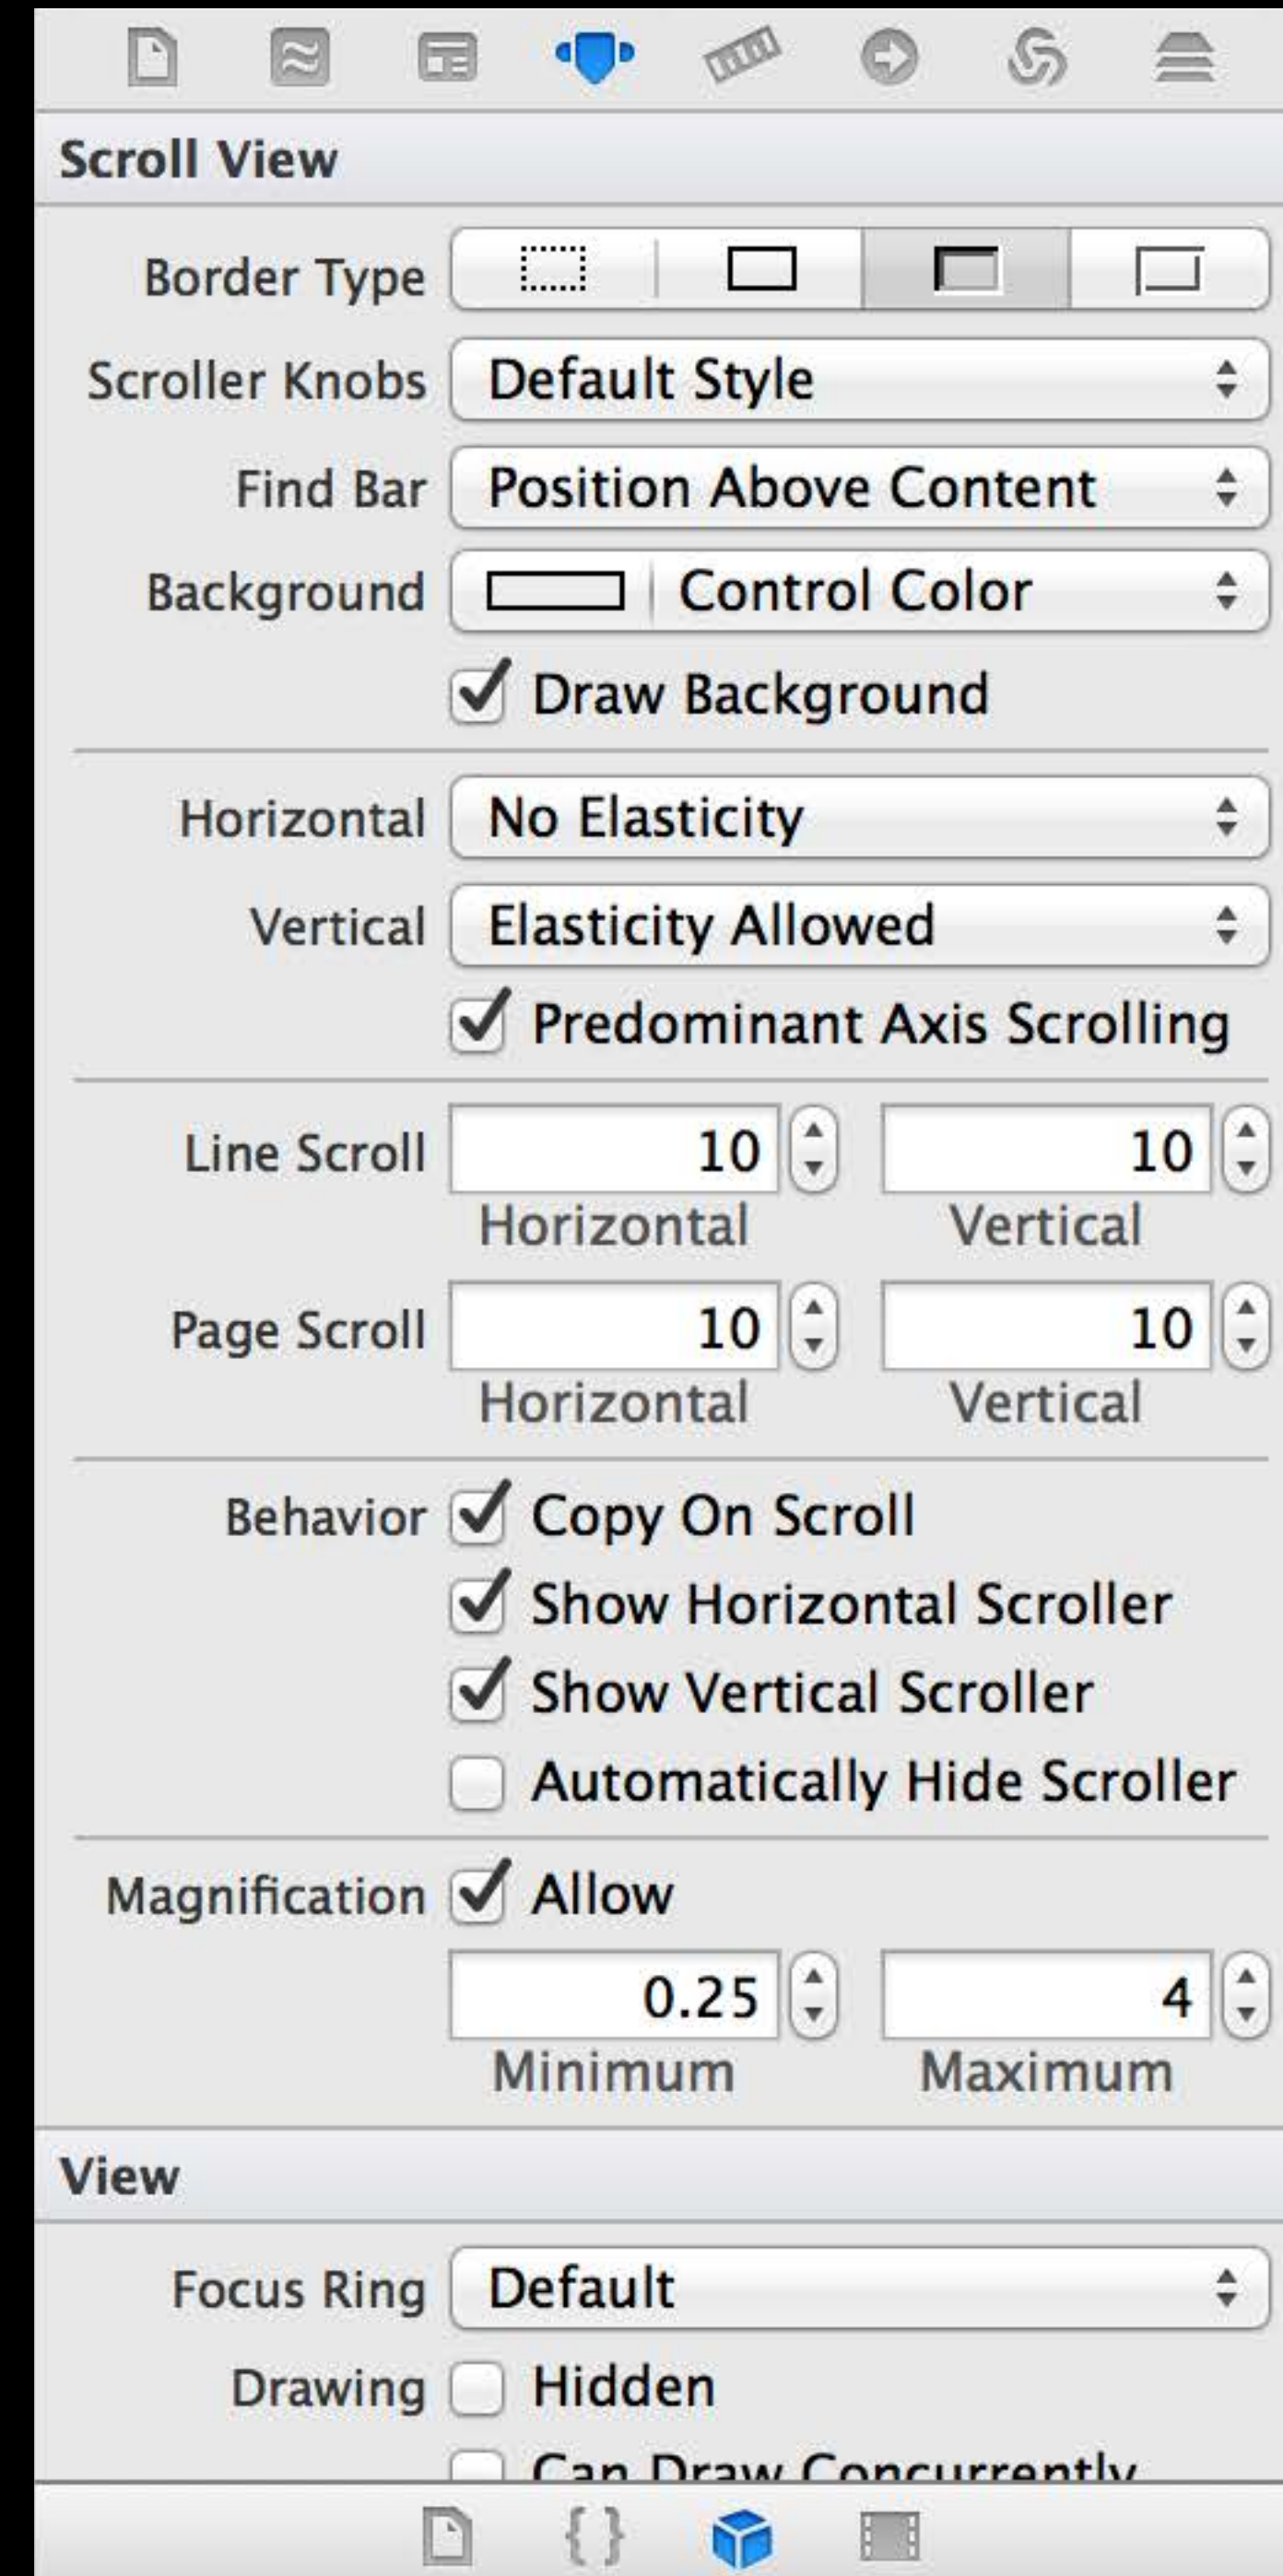 Scroll View
Border Type
Scroller Knobs Default Style
Find Bar Position Above Content
Background Control Color
Draw Background
Horizontal No Elasticity
Vertical Elasticity Allowed
Predominant Axis Scrolling
Line Scroll 10 10
Horizontal Vertical
Page Scroll 10 10
Horizontal Vertical
Behavior Copy On Scroll
Show Horizontal Scroller
Show Vertical Scroller
Automatically Hide Scroller
Magnification Allow
0.25 4
Minimum Maximum
View
Focus Ring Default
Drawing Hidden
Can Draw Concurrently
{ }